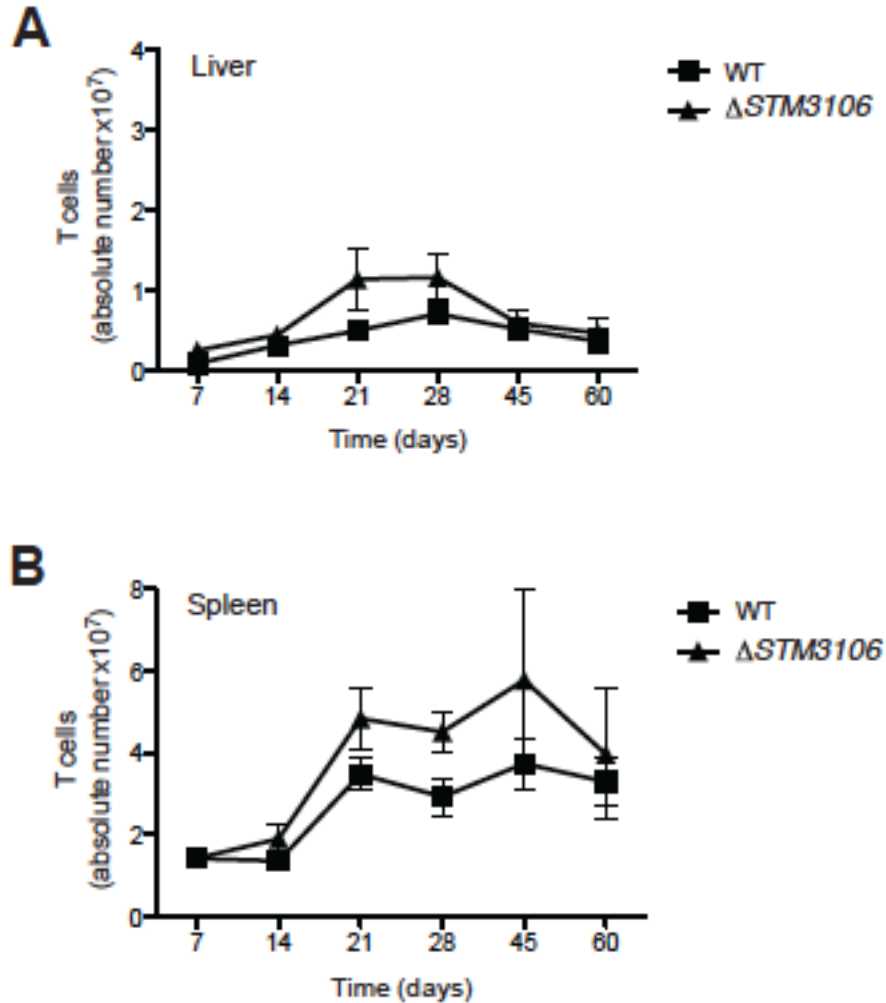 A
Liver
WT
ΔSTM3106
T cells
(absolute number x10⁷)
4
3
2
1
0
7 14 21 28 45 60
Time (days)
B
Spleen
WT
ΔSTM3106
T cells
(absolute number x10⁷)
8
6
4
2
0
7 14 21 28 45 60
Time (days)